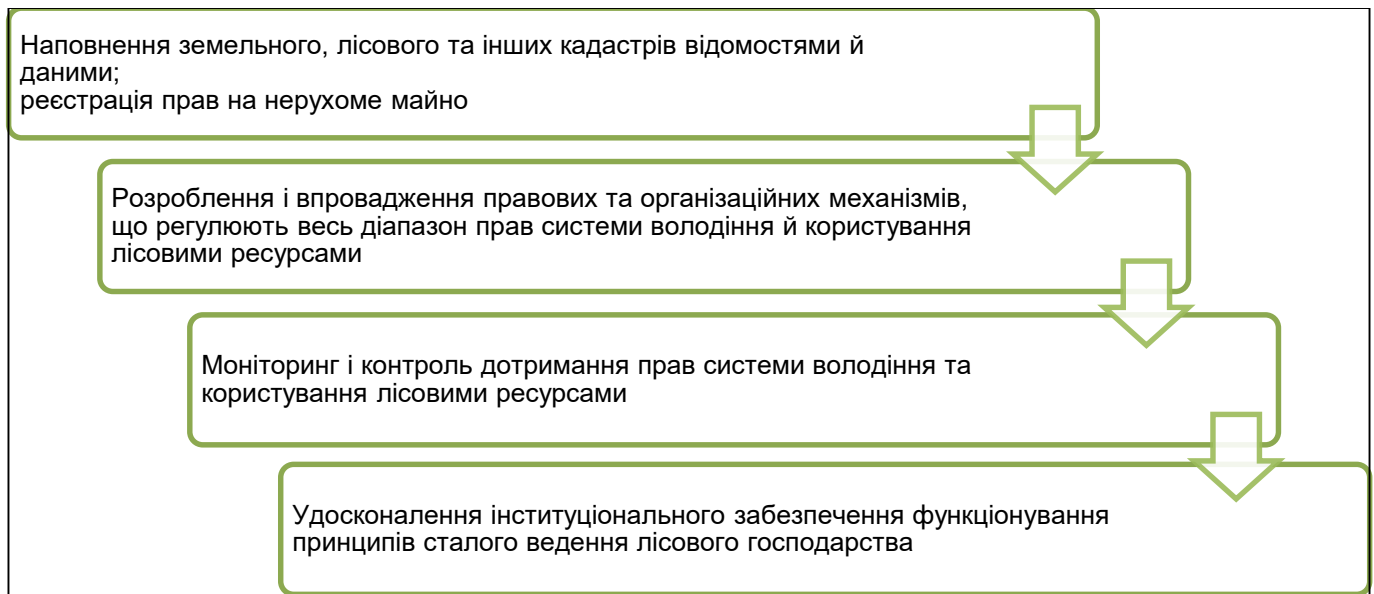 Наповнення земельного, лісового та інших кадастрів відомостями й
даними;
реєстрація прав на нерухоме майно
Розроблення і впровадження правових та організаційних механізмів,
що регулюють весь діапазон прав системи володіння й користування
лісовими ресурсами
Моніторинг і контроль дотримання прав системи володіння та
користування лісовими ресурсами
Удосконалення інституціонального забезпечення функціонування
принципів сталого ведення лісового господарства